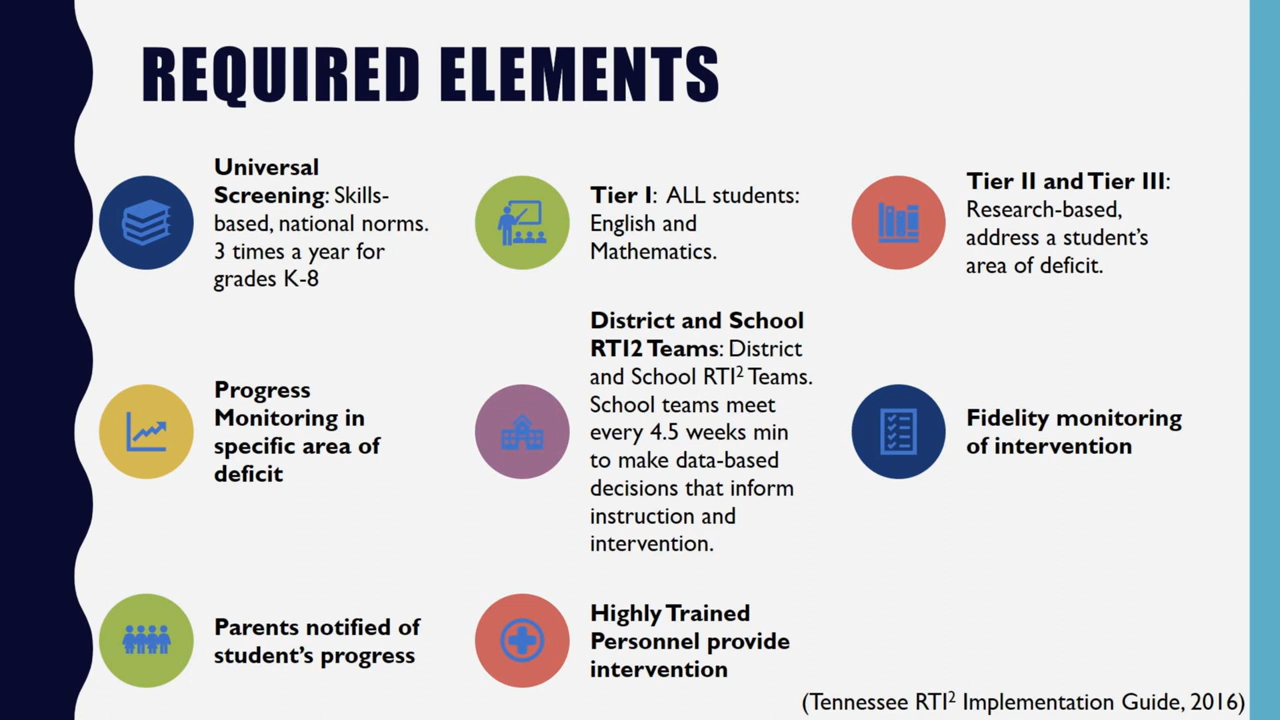 REQUIRED ELEMENTS
Universal
Screening: Skills-
based, national norms.
3 times a year for
grades K-8
Tier I: ALL students:
English and
Mathematics.
Tier II and Tier III:
Research-based,
address a student's
area of deficit.
Progress
Monitoring in
specific area of
deficit
District and School
RTI2 Teams: District
and School RTI² Teams.
School teams meet
every 4.5 weeks min
to make data-based
decisions that inform
instruction and
intervention.
Fidelity monitoring
of intervention
Parents notified of
student's progress
Highly Trained
Personnel provide
intervention
(Tennessee RTI² Implementation Guide, 2016)